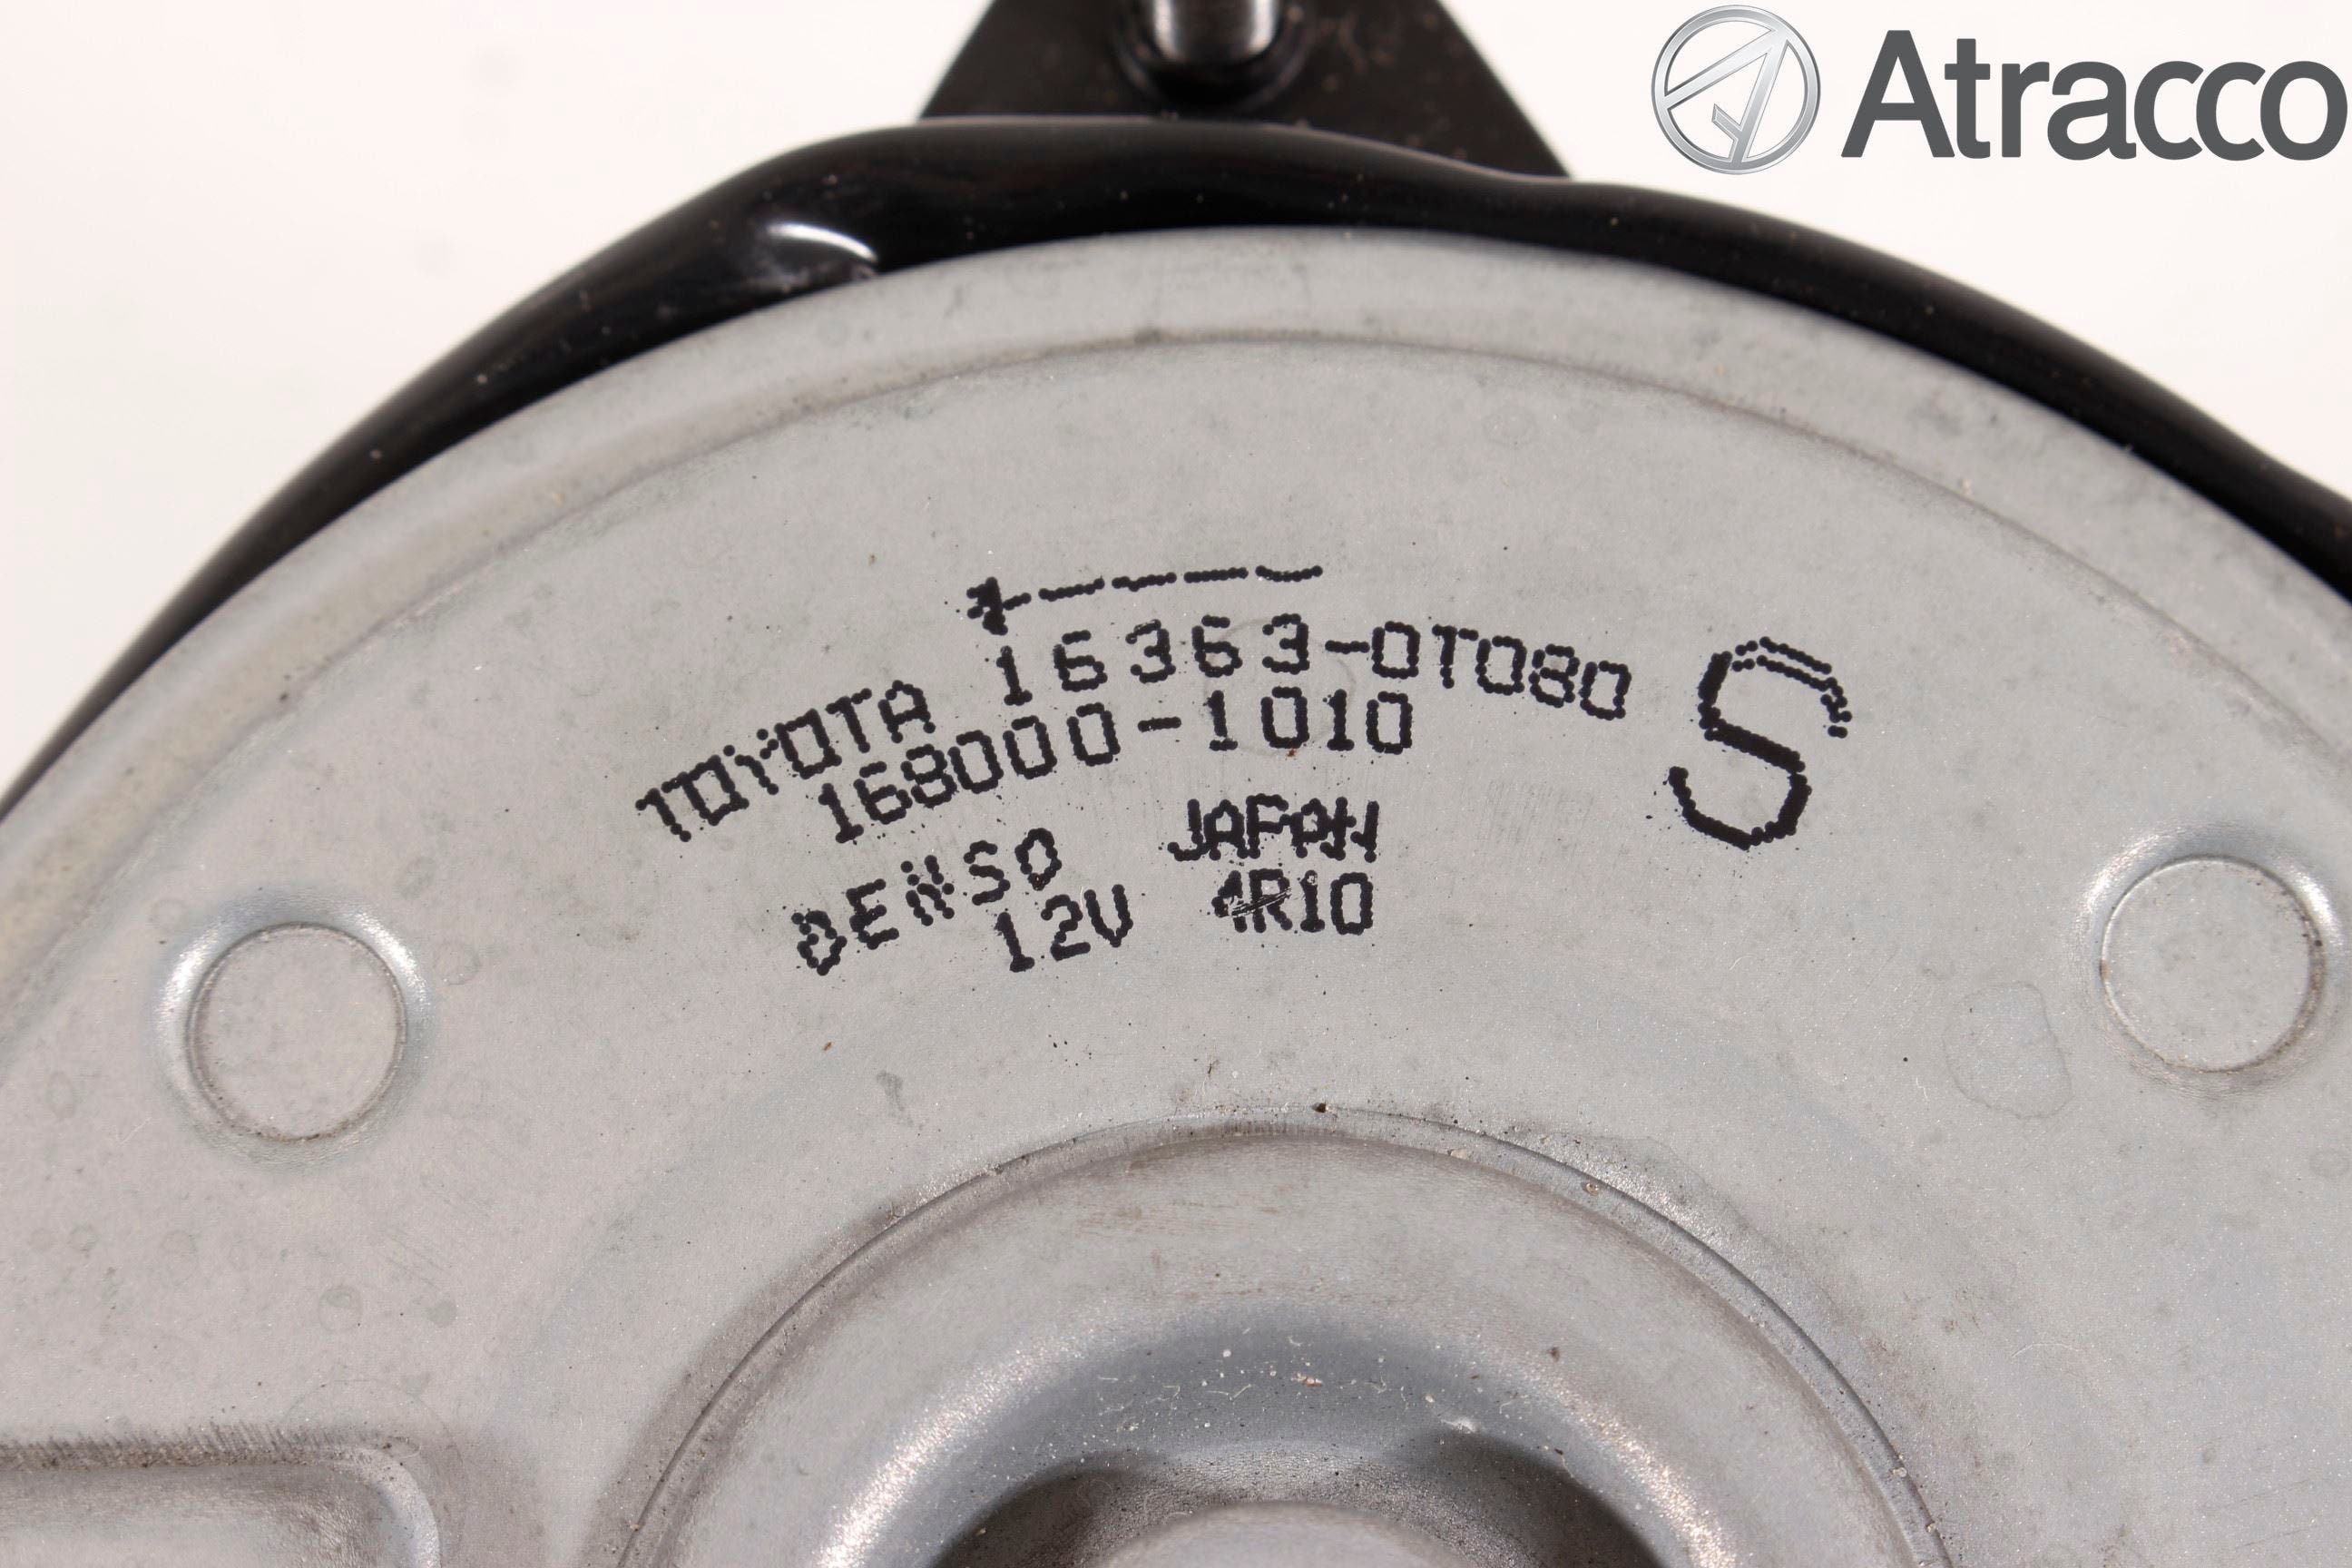 Atracco
TOYOTA 16363-0T080
168000-1010
S
DENSO JAPAN
12V 4R10